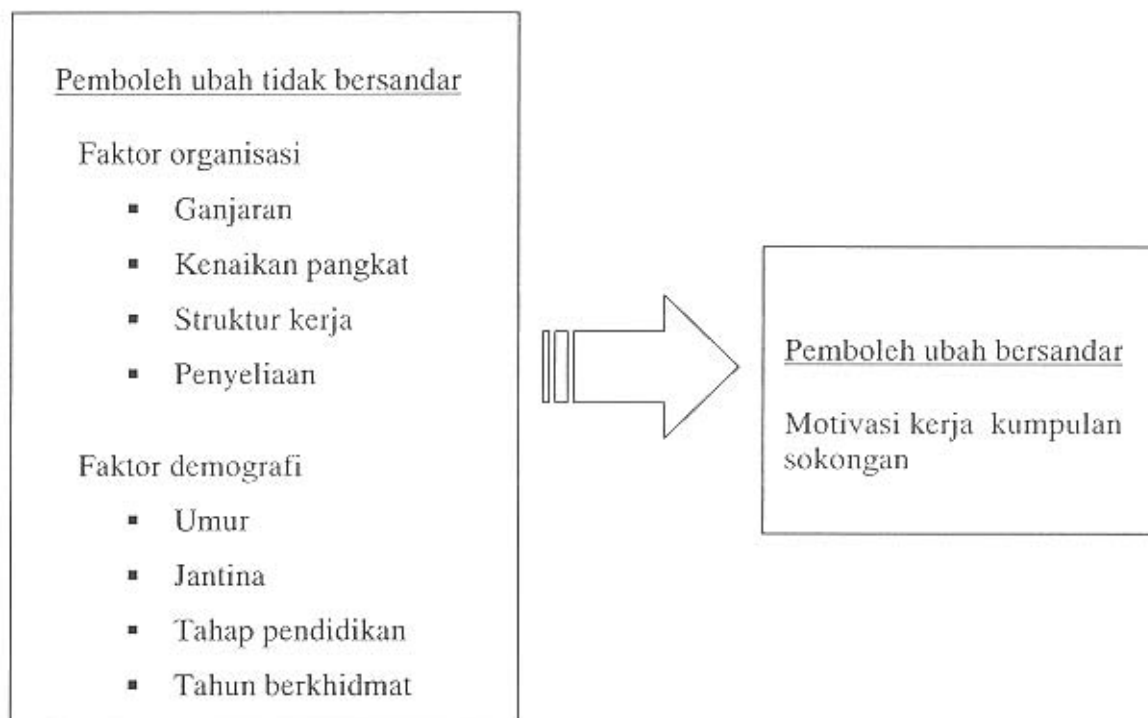 Pemboleh ubah tidak bersandar
Faktor organisasi
▪ Ganjaran
▪ Kenaikan pangkat
▪ Struktur kerja
▪ Penyeliaan
Faktor demografi
▪ Umur
▪ Jantina
▪ Tahap pendidikan
▪ Tahun berkhidmat
Pemboleh ubah bersandar
Motivasi kerja kumpulan
sokongan